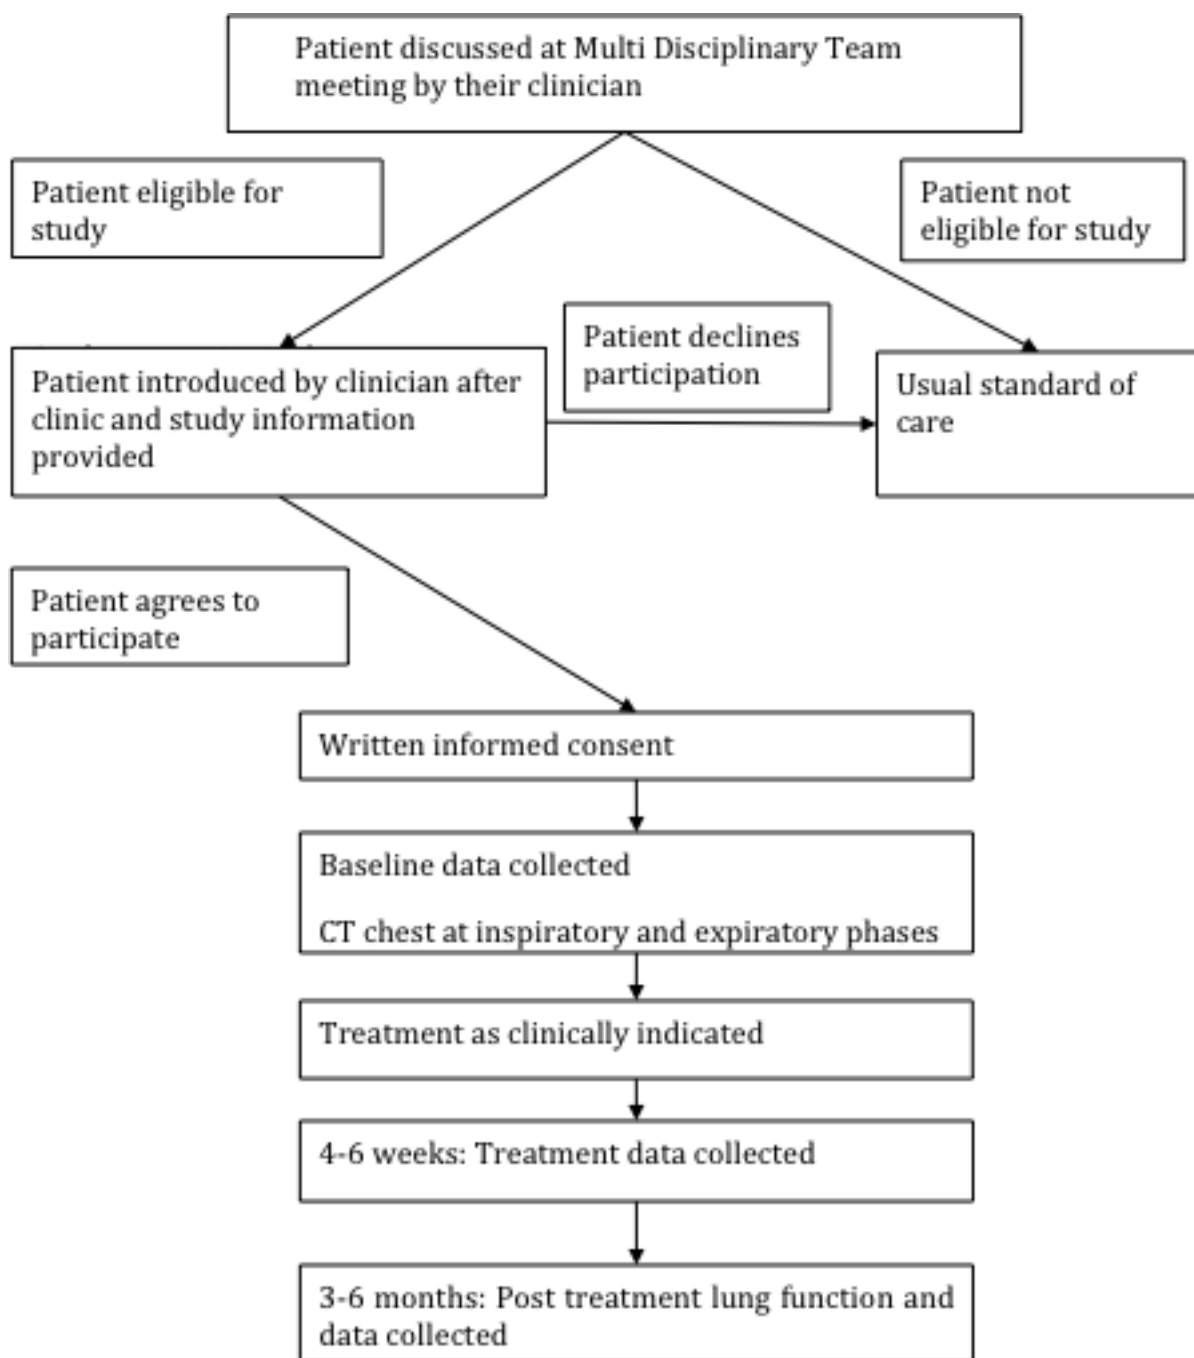 Patient discussed at Multi Disciplinary Team
meeting by their clinician
Patient eligible for
study
Patient not
eligible for study
Patient declines
participation
Patient introduced by clinician after
clinic and study information
provided
Usual standard of
care
Patient agrees to
participate
Written informed consent
Baseline data collected
CT chest at inspiratory and expiratory phases
Treatment as clinically indicated
4-6 weeks: Treatment data collected
3-6 months: Post treatment lung function and
data collected